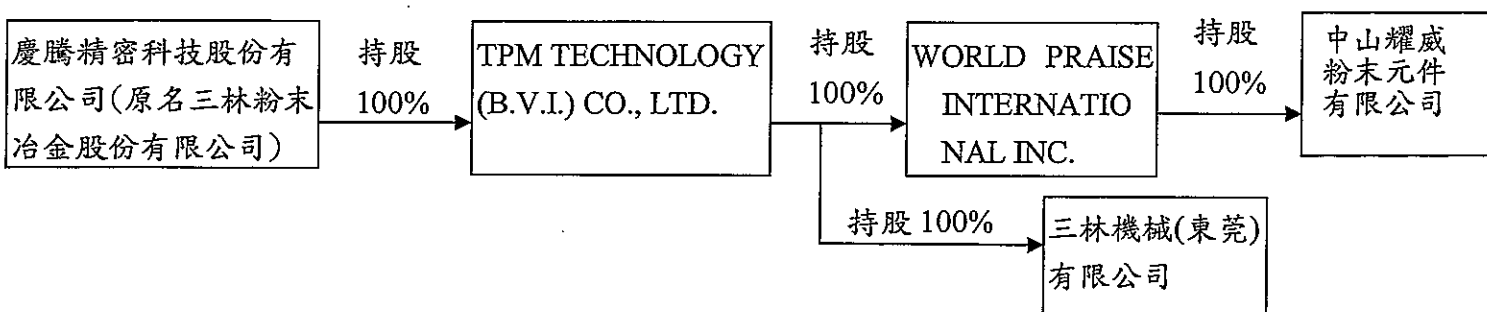 慶騰精密科技股份有
限公司(原名三林粉末
冶金股份有限公司)
持股
100%
TPM TECHNOLOGY
(B.V.I.) CO., LTD.
持股
100%
WORLD PRAISE
INTERNATIO
NAL INC.
持股
100%
中山耀威
粉末元件
有限公司
持股 100%
三林機械(東莞)
有限公司